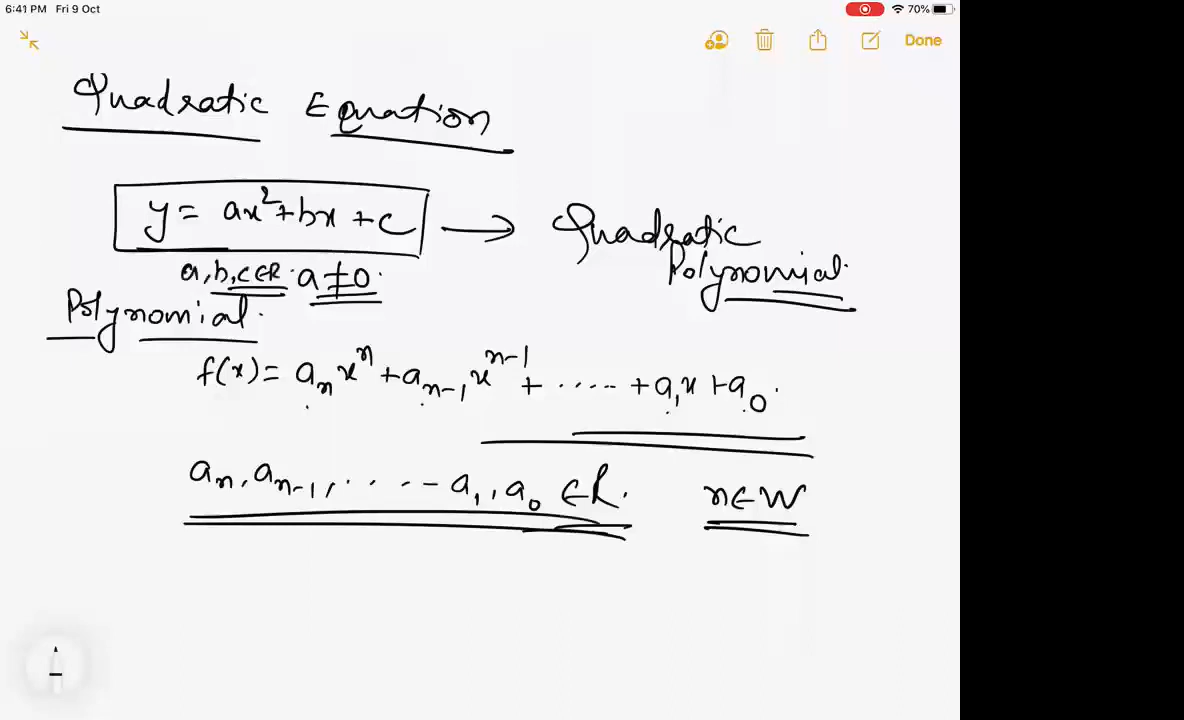 6:41 PM Fri 9 Oct 70%
Done
Quadratic Equation
y = ax²+bx+c → Quadratic Polynomial.
a,b,c∈R. a≠0.
Polynomial.
f(x) = aₙxⁿ + aₙ₋₁xⁿ⁻¹ + ..... + a₁x + a₀.
aₙ, aₙ₋₁, ..... a₁, a₀ ∈R. n∈W